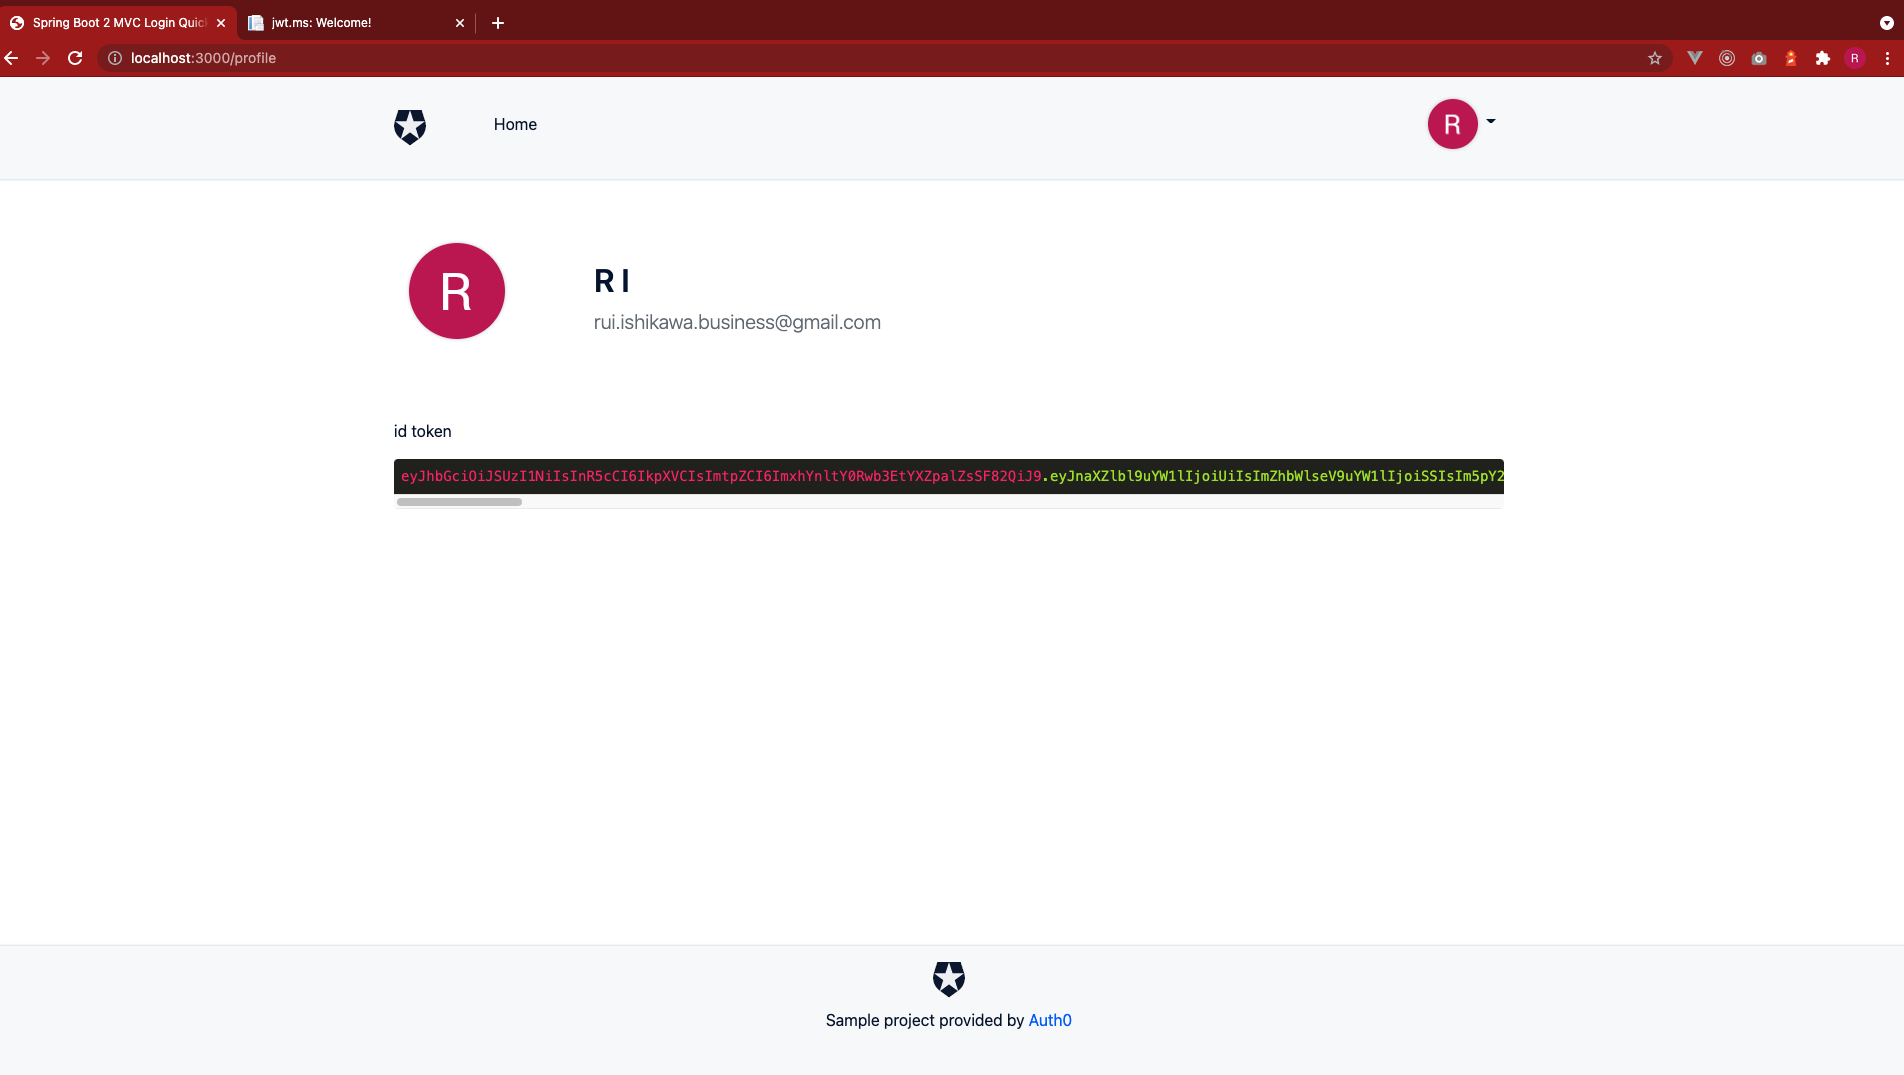 Spring Boot 2 MVC Login Quic
jwt.ms: Welcome!
localhost:3000/profile
R
Home
R
R
R I
rui.ishikawa.business@gmail.com
id token
eyJhbGciOiJSUzI1NiIsInR5cCI6IkpXVCIsImtpZCI6ImxhYnltY0Rwb3EtYXZpalZsSF82QiJ9.eyJnaXZlbl9uYW1lIjoiUiIsImZhbWlseV9uYW1lIjoiSSIsIm5pY2
Sample project provided by Auth0